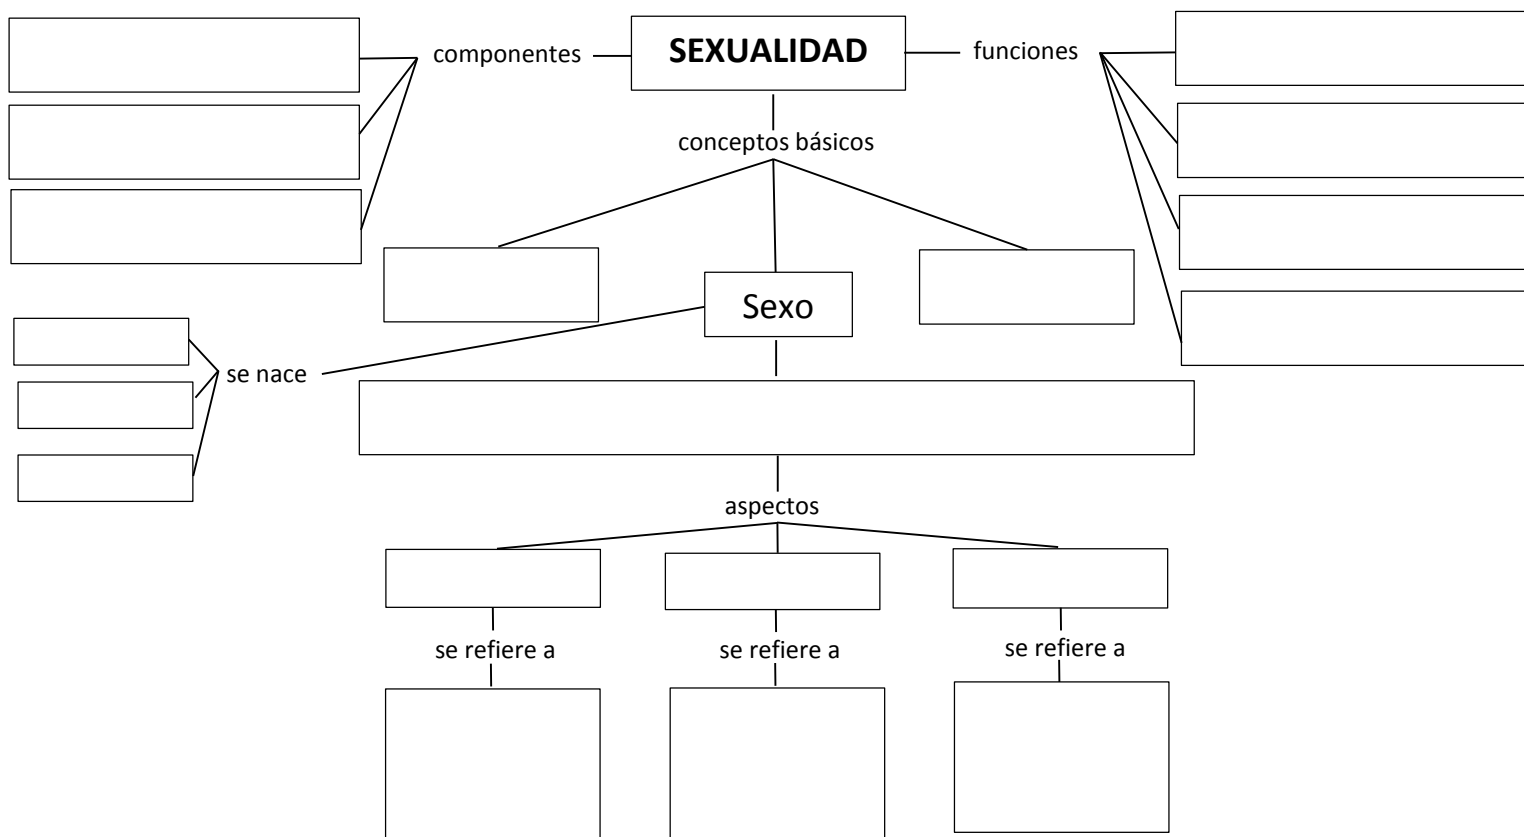 componentes
SEXUALIDAD
funciones
conceptos básicos
Sexo
se nace
aspectos
se refiere a
se refiere a
se refiere a